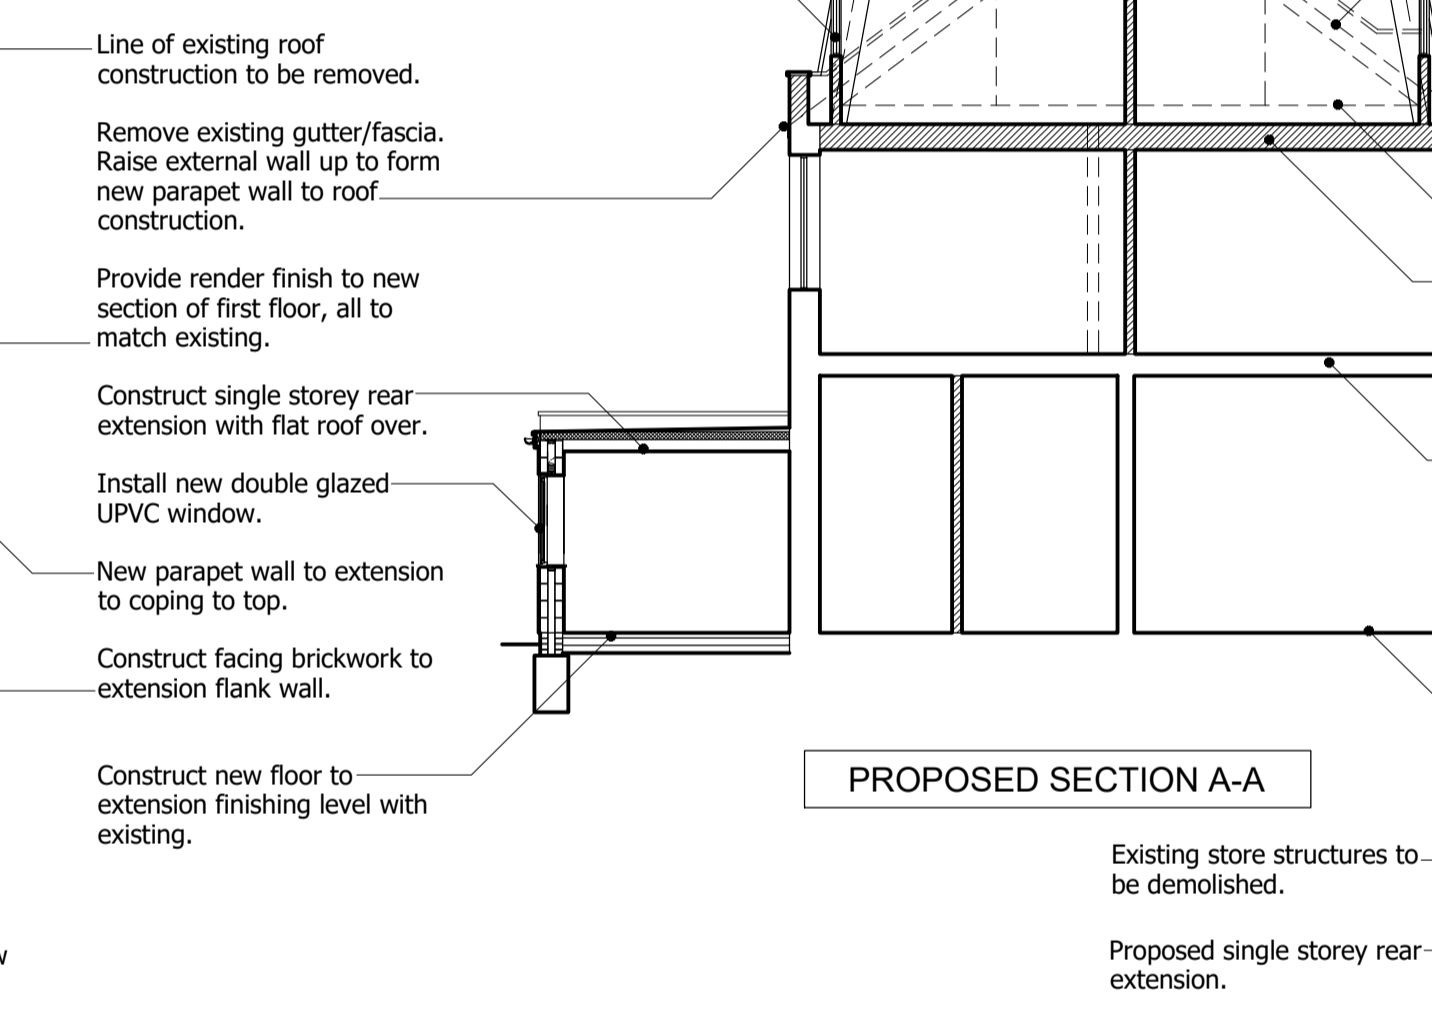 Line of existing roof
construction to be removed.
Remove existing gutter/fascia.
Raise external wall up to form
new parapet wall to roof
construction.
Provide render finish to new
section of first floor, all to
match existing.
Construct single storey rear
extension with flat roof over.
Install new double glazed
UPVC window.
New parapet wall to extension
to coping to top.
Construct facing brickwork to
extension flank wall.
Construct new floor to
extension finishing level with
existing.
PROPOSED SECTION A-A
Existing store structures to
be demolished.
Proposed single storey rear
extension.